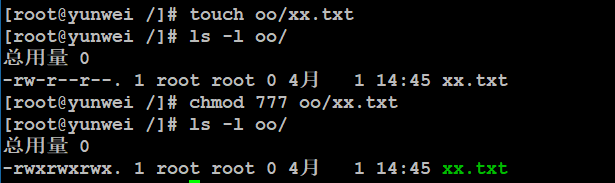 [root@yunwei /]# touch oo/xx.txt
[root@yunwei /]# ls -l oo/
总用量 0
-rw-r--r--. 1 root root 0 4月   1 14:45 xx.txt
[root@yunwei /]# chmod 777 oo/xx.txt
[root@yunwei /]# ls -l oo/
总用量 0
-rwxrwxrwx. 1 root root 0 4月   1 14:45 xx.txt